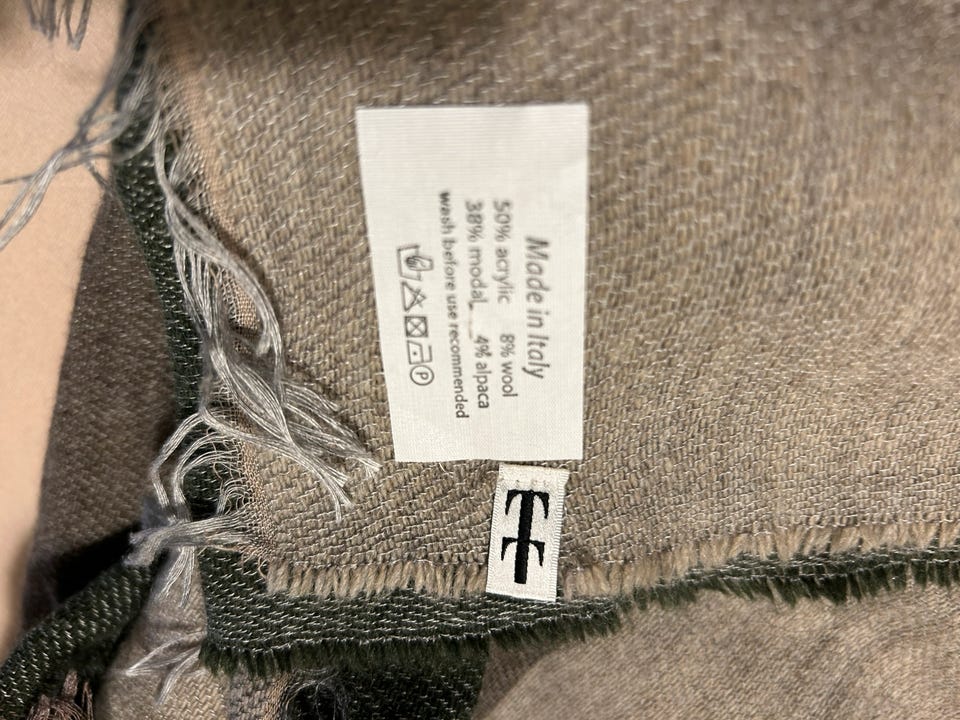 Made in Italy
50% acrylic 8% wool
38% modal 4% alpaca
wash before use recommended
P